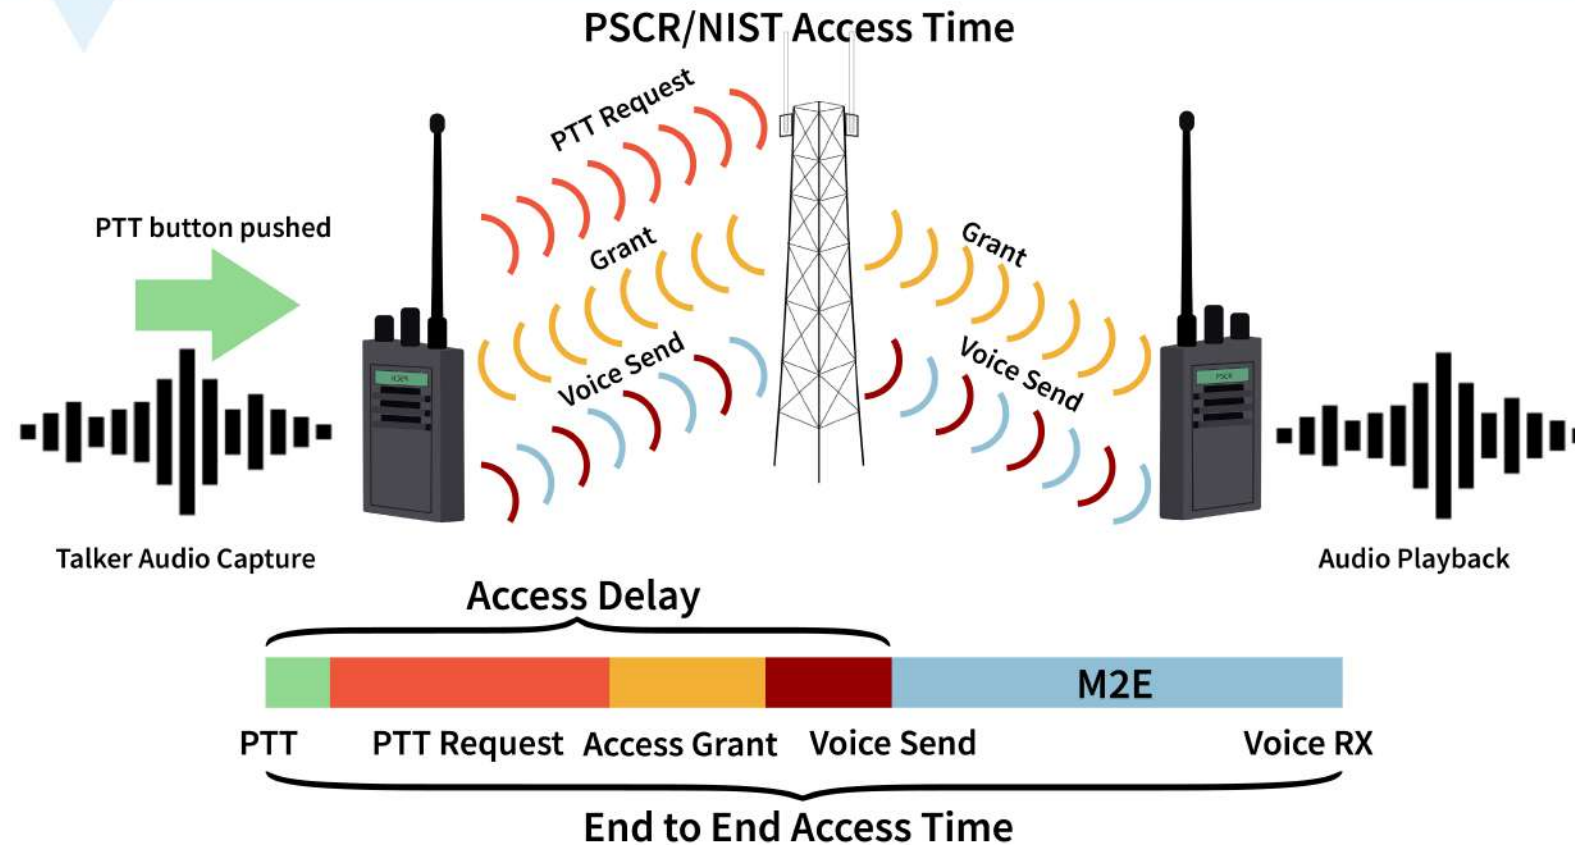 PSCR/NIST Access Time
PTT Request
PTT button pushed
Grant
Grant
Voice Send
Voice Send
PSCR
Talker Audio Capture
Audio Playback
Access Delay
M2E
PTT
PTT Request
Access Grant
Voice Send
Voice RX
End to End Access Time